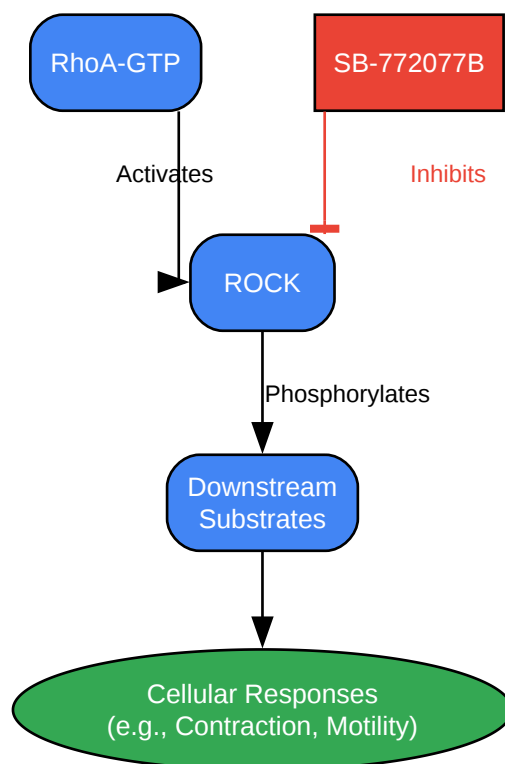 RhoA-GTP
SB-772077B
Activates
Inhibits
ROCK
Phosphorylates
Downstream
Substrates
Cellular Responses
(e.g., Contraction, Motility)